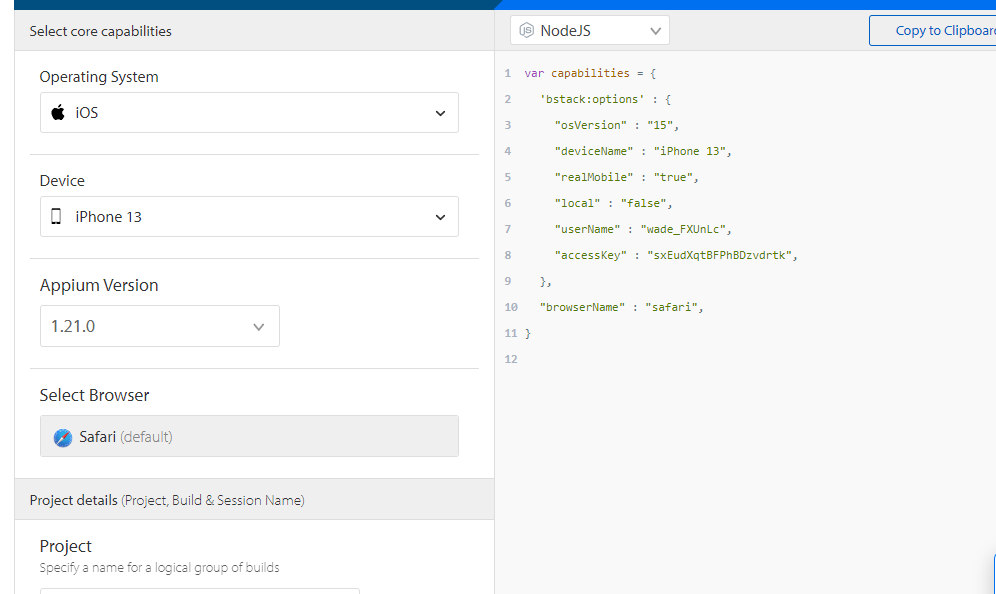 Select core capabilities
Operating System
iOS
Device
iPhone 13
Appium Version
1.21.0
Select Browser
Safari (default)
Project details (Project, Build & Session Name)
Project
Specify a name for a logical group of builds
NodeJS
Copy to Clipboard
1 var capabilities = {
2 'bstack:options' : {
3 "osVersion" : "15",
4 "deviceName" : "iPhone 13",
5 "realMobile" : "true",
6 "local" : "false",
7 "userName" : "wade_FXUnLc",
8 "accessKey" : "sxEudXqtBFPhBDzvdrtk",
9 },
10 "browserName" : "safari",
11 }
12